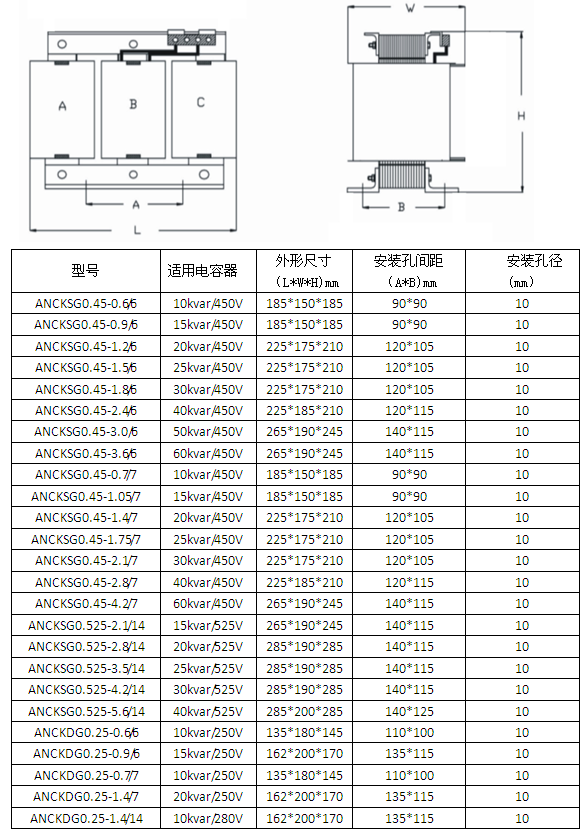 W
A
B
C
H
A
B
L
型号 适用电容器 外形尺寸 (L*W*H)mm 安装孔间距 (A*B)mm 安装孔径 (mm)
ANCKSG0.45-0.6/6 10kvar/450V 185*150*185 90*90 10
ANCKSG0.45-0.9/6 15kvar/450V 185*150*185 90*90 10
ANCKSG0.45-1.2/6 20kvar/450V 225*175*210 120*105 10
ANCKSG0.45-1.5/6 25kvar/450V 225*175*210 120*105 10
ANCKSG0.45-1.8/6 30kvar/450V 225*175*210 120*105 10
ANCKSG0.45-2.4/6 40kvar/450V 225*185*210 120*115 10
ANCKSG0.45-3.0/6 50kvar/450V 265*190*245 140*115 10
ANCKSG0.45-3.6/6 60kvar/450V 265*190*245 140*115 10
ANCKSG0.45-0.7/7 10kvar/450V 185*150*185 90*90 10
ANCKSG0.45-1.05/7 15kvar/450V 185*150*185 90*90 10
ANCKSG0.45-1.4/7 20kvar/450V 225*175*210 120*105 10
ANCKSG0.45-1.75/7 25kvar/450V 225*175*210 120*105 10
ANCKSG0.45-2.1/7 30kvar/450V 225*175*210 120*105 10
ANCKSG0.45-2.8/7 40kvar/450V 225*185*210 120*115 10
ANCKSG0.45-4.2/7 60kvar/450V 265*190*245 140*115 10
ANCKSG0.525-2.1/14 15kvar/525V 265*190*245 140*115 10
ANCKSG0.525-2.8/14 20kvar/525V 285*190*285 140*115 10
ANCKSG0.525-3.5/14 25kvar/525V 285*190*285 140*115 10
ANCKSG0.525-4.2/14 30kvar/525V 285*190*285 140*115 10
ANCKSG0.525-5.6/14 40kvar/525V 285*200*285 140*125 10
ANCKDG0.25-0.6/6 10kvar/250V 135*180*145 110*100 10
ANCKDG0.25-0.9/6 15kvar/250V 162*200*170 135*115 10
ANCKDG0.25-0.7/7 10kvar/250V 135*180*145 110*100 10
ANCKDG0.25-1.4/7 20kvar/250V 162*200*170 135*115 10
ANCKDG0.25-1.4/14 10kvar/280V 162*200*170 135*115 10